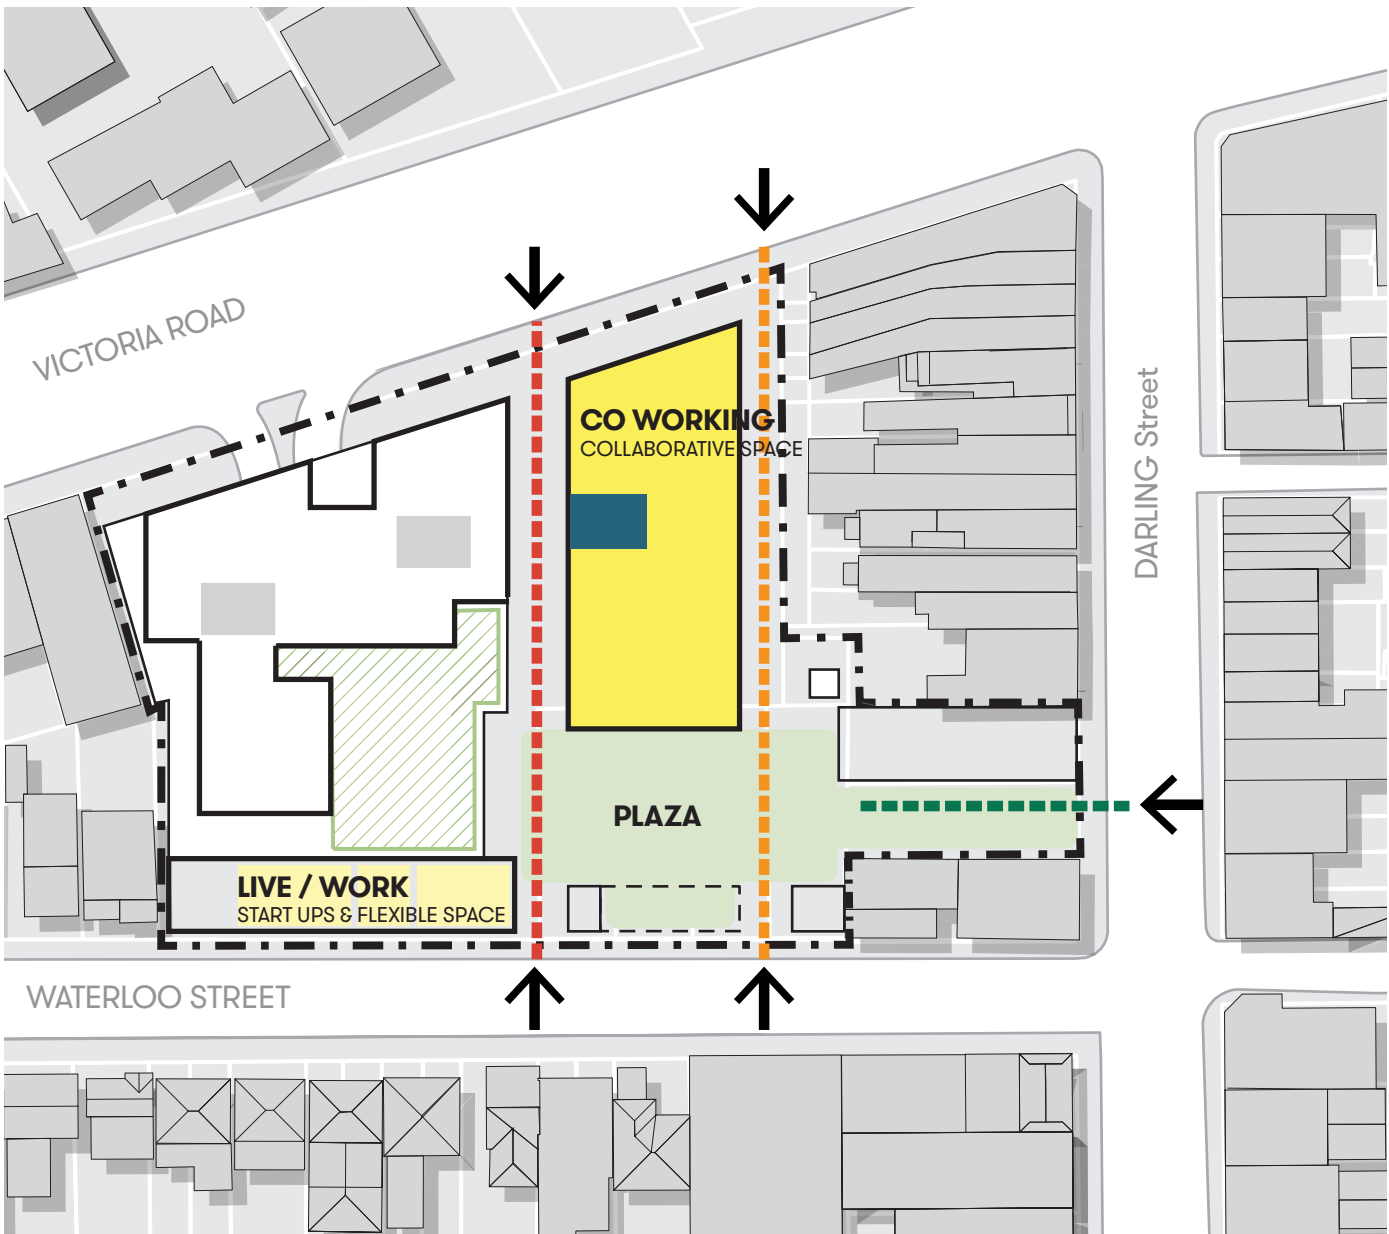 VICTORIA ROAD
CO WORKING
COLLABORATIVE SPACE
DARLING Street
PLAZA
LIVE / WORK
START UPS & FLEXIBLE SPACE
WATERLOO STREET